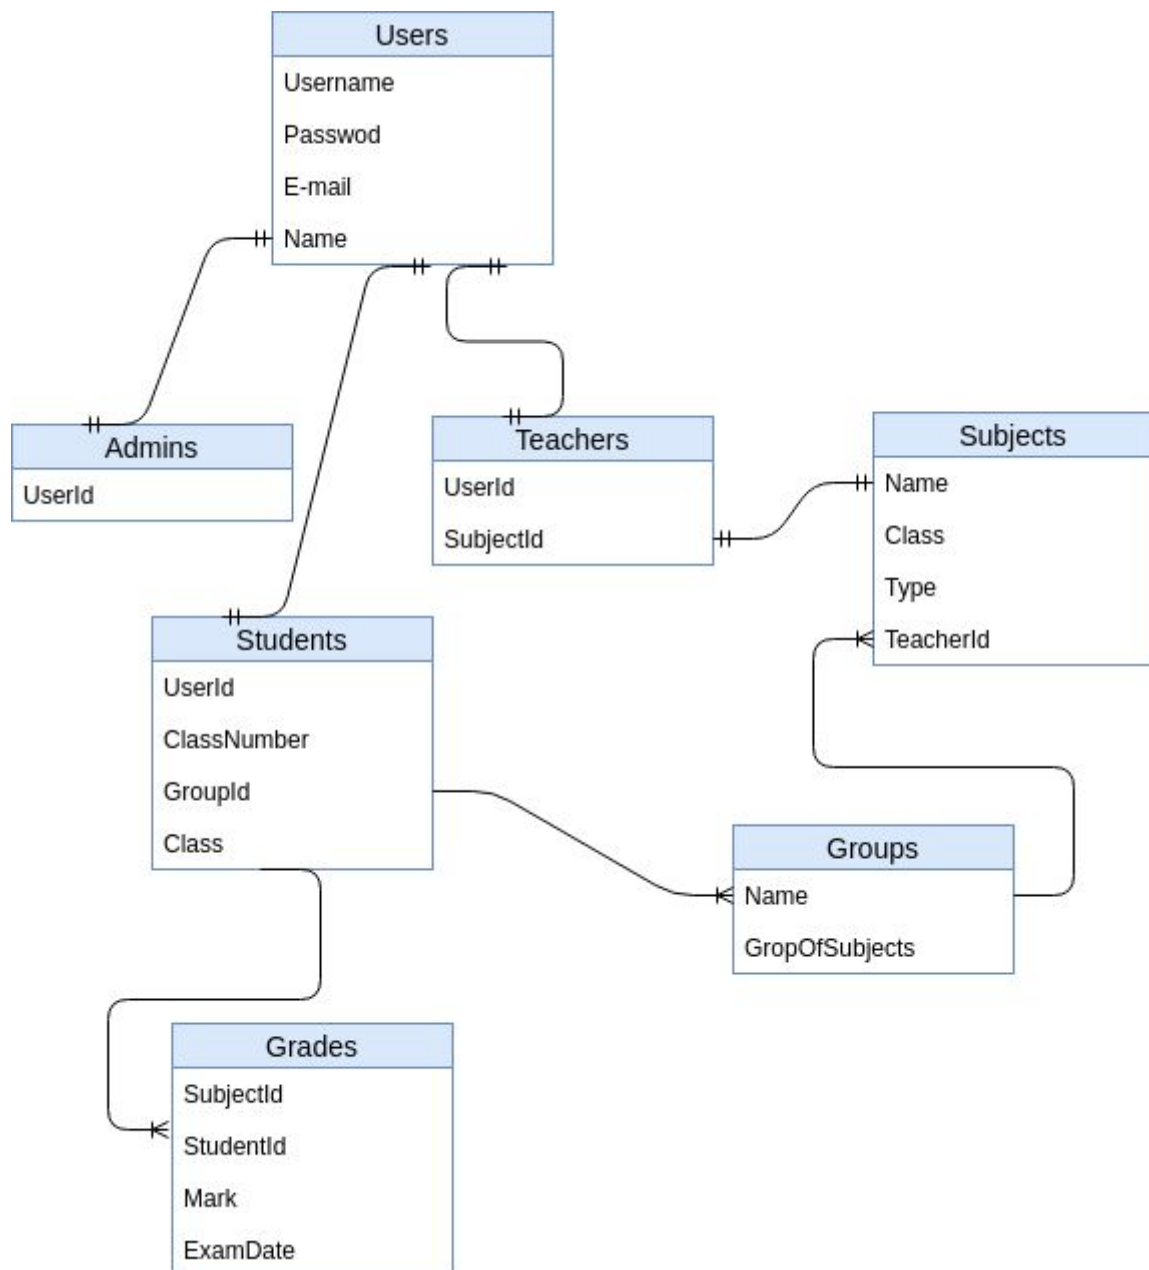 Users
Username
Passwod
E-mail
Name
Admins
UserId
Teachers
UserId
SubjectId
Subjects
Name
Class
Type
TeacherId
Students
UserId
ClassNumber
GroupId
Class
Groups
Name
GropOfSubjects
Grades
SubjectId
StudentId
Mark
ExamDate